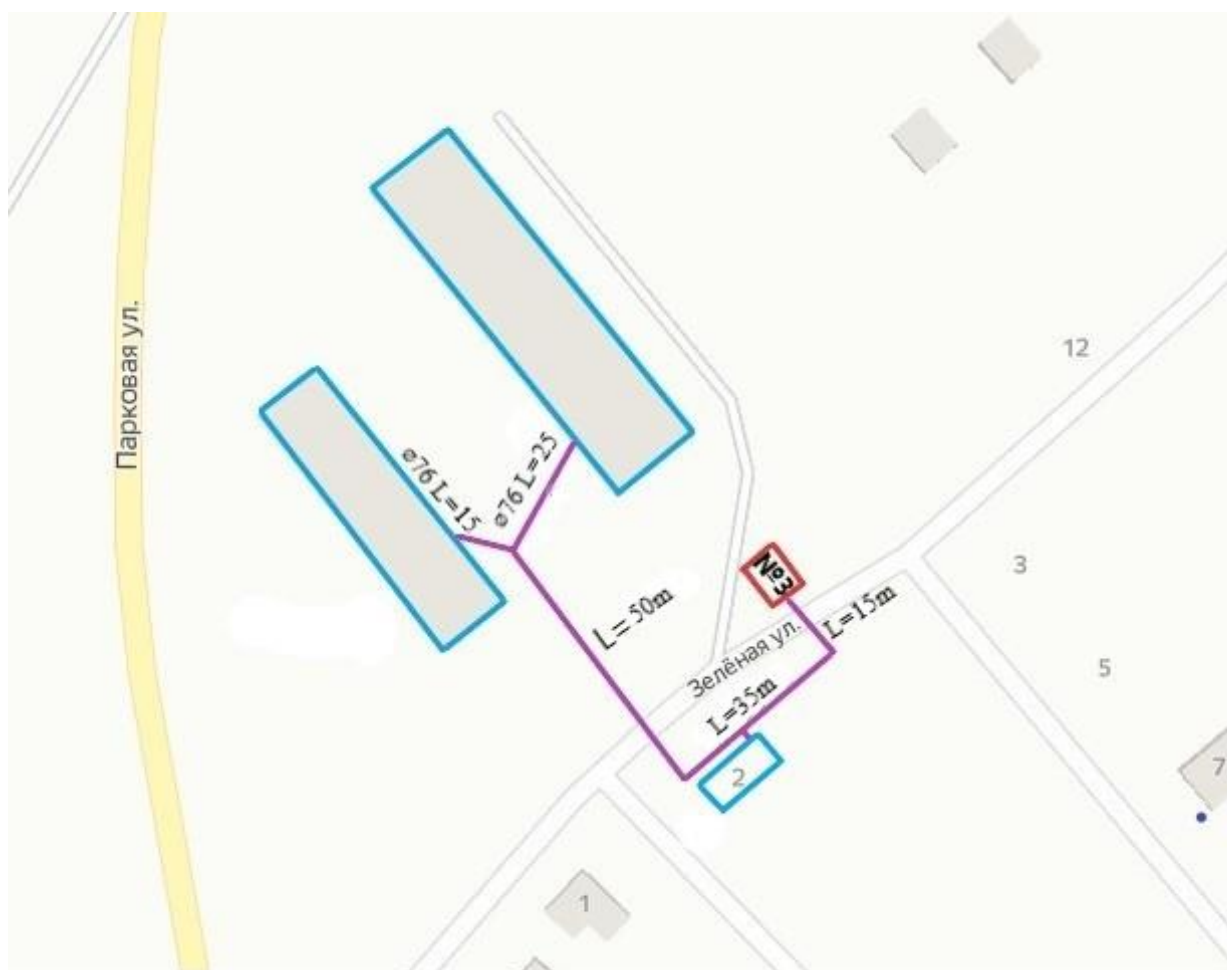 12
Парковая ул.
ø76 L=15
ø76 L=25
№3
3
L=50m
L=15m
Зелёная ул.
5
L=35m
2
7
1